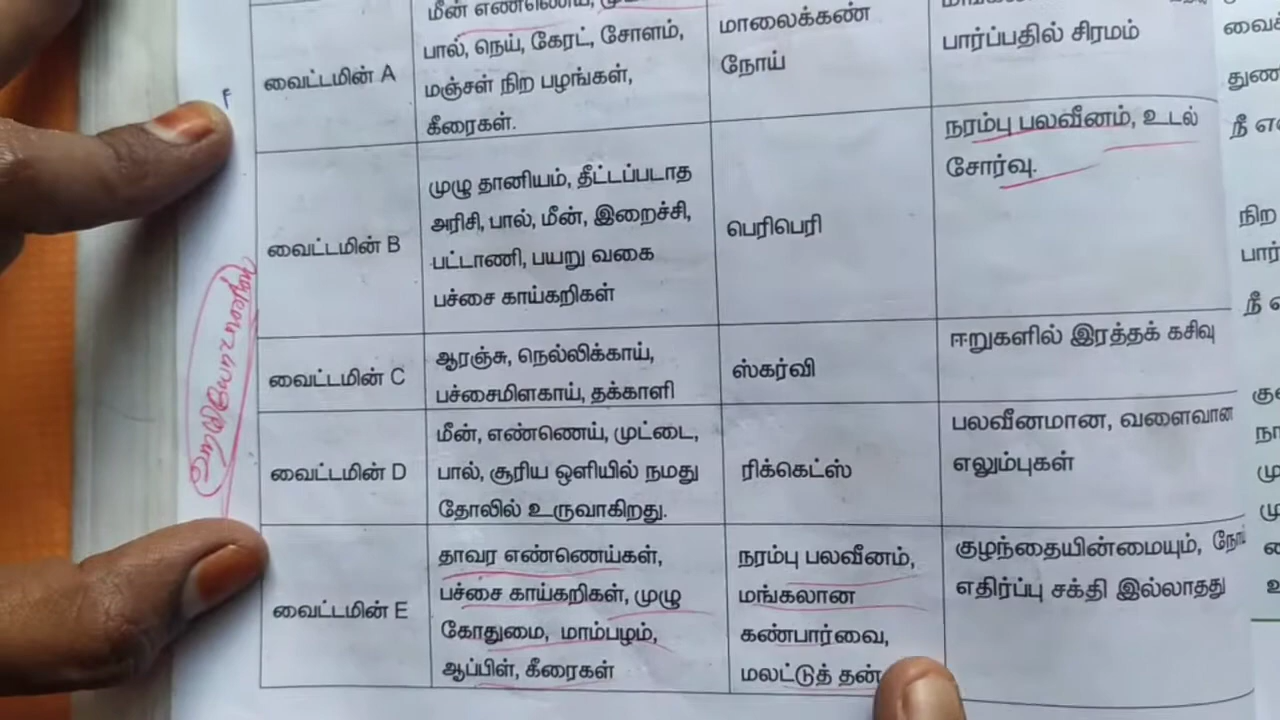 மீன் எண்ணெய்,
பால், நெய், கேரட், சோளம்,
மஞ்சள் நிற பழங்கள்,
கீரைகள்.
வைட்டமின் A
மாலைக்கண்
நோய்
பார்ப்பதில் சிரமம்
வைட்டமின் B
முழு தானியம், தீட்டப்படாத
அரிசி, பால், மீன், இறைச்சி,
பட்டாணி, பயறு வகை
பச்சை காய்கறிகள்
பெரிபெரி
நரம்பு பலவீனம், உடல்
சோர்வு.
வைட்டமின் C
ஆரஞ்சு, நெல்லிக்காய்,
பச்சைமிளகாய், தக்காளி
ஸ்கர்வி
ஈறுகளில் இரத்தக் கசிவு
வைட்டமின் D
மீன், எண்ணெய், முட்டை,
பால், சூரிய ஒளியில் நமது
தோலில் உருவாகிறது.
ரிக்கெட்ஸ்
பலவீனமான, வளைவான
எலும்புகள்
வைட்டமின் E
தாவர எண்ணெய்கள்,
பச்சை காய்கறிகள், முழு
கோதுமை, மாம்பழம்,
ஆப்பிள், கீரைகள்
நரம்பு பலவீனம்,
மங்கலான
கண்பார்வை,
மலட்டுத்
குழந்தையின்மையும்,
எதிர்ப்பு சக்தி இல்லாதது